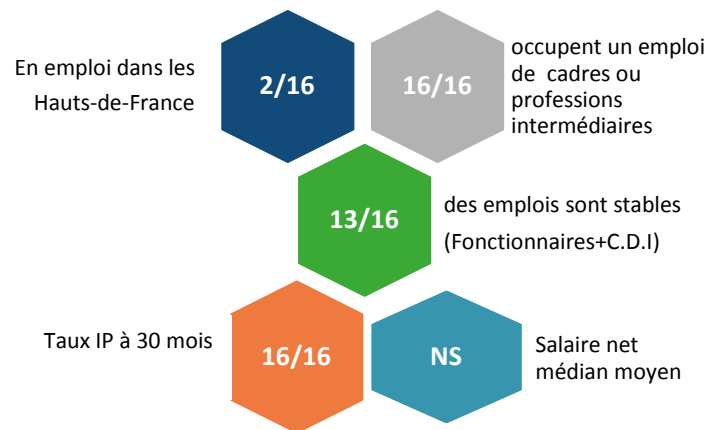 En emploi dans les
Hauts-de-France
2/16
16/16
occupent un emploi
de cadres ou
professions
intermédiaires
13/16
des emplois sont stables
(Fonctionnaires+C.D.I)
Taux IP à 30 mois
16/16
NS
Salaire net
médian moyen